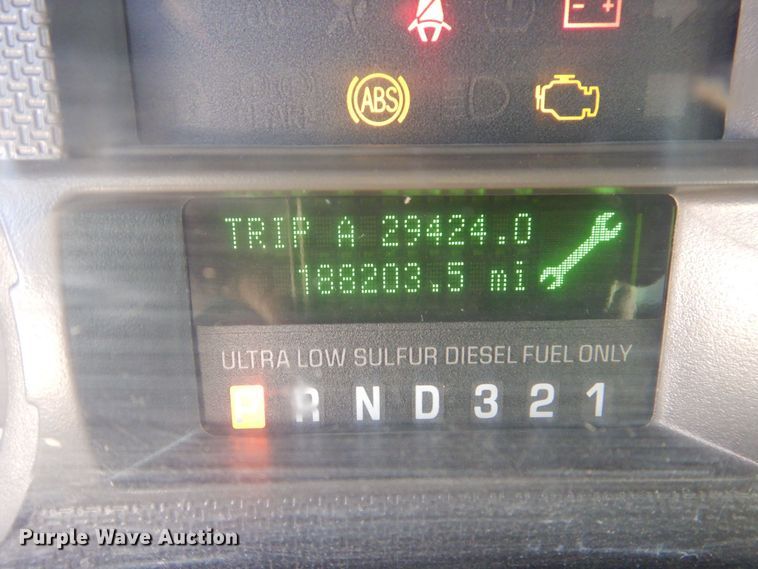 ABS
TRIP A 29424.0
188203.5 mi
ULTRA LOW SULFUR DIESEL FUEL ONLY
P R N D 3 2 1
Purple Wave Auction